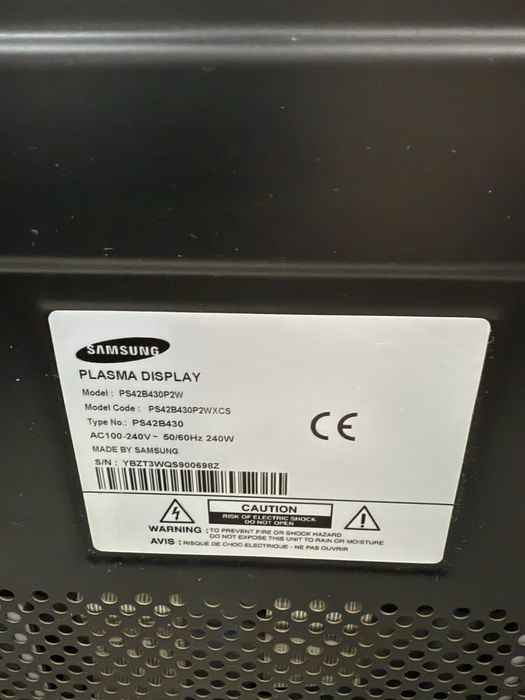 SAMSUNG
PLASMA DISPLAY
Model : PS42B430P2W
Model Code : PS42B430P2WXCS
Type No.: PS42B430
AC100-240V~ 50/60Hz 240W
MADE BY SAMSUNG
S/N : YBZT3WQS900698Z
CE
CAUTION
RISK OF ELECTRIC SHOCK
DO NOT OPEN
WARNING : TO PREVENT FIRE OR SHOCK HAZARD
DO NOT EXPOSE THIS UNIT TO RAIN OR MOISTURE
AVIS : RISQUE DE CHOC ELECTRIQUE - NE PAS OUVRIR